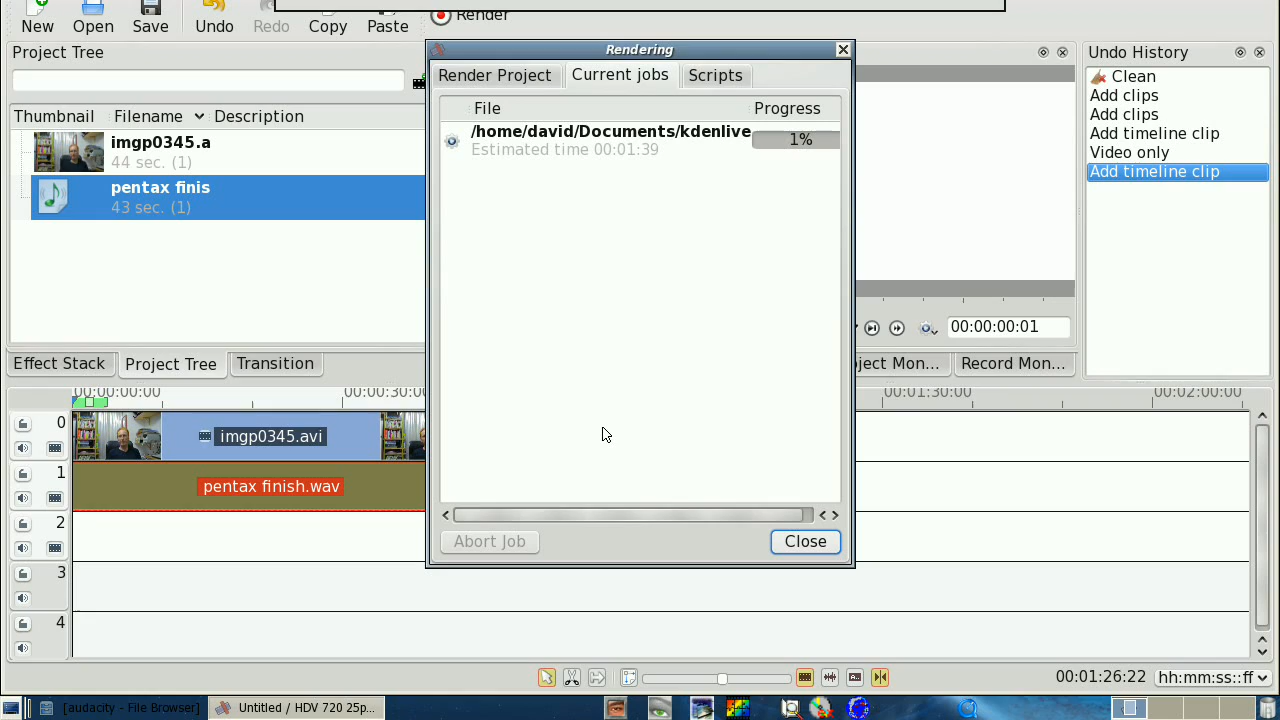 New Open Save Undo Redo Copy Paste Render
Project Tree
Thumbnail Filename Description
imgp0345.a
44 sec. (1)
pentax finis
43 sec. (1)
Rendering
Render Project Current jobs Scripts
File Progress
/home/david/Documents/kdenlive 1%
Estimated time 00:01:39
Abort Job Close
00:00:00:01
Undo History
Clean
Add clips
Add clips
Add timeline clip
Video only
Add timeline clip
Effect Stack Project Tree Transition
ject Mon... Record Mon...
00:00:00:00 00:00:30:00 00:01:30:00 00:02:00:00
0 imgp0345.avi
1 pentax finish.wav
2
3
4
00:01:26:22 hh:mm:ss::ff
[audacity - File Browser] Untitled / HDV 720 25p...